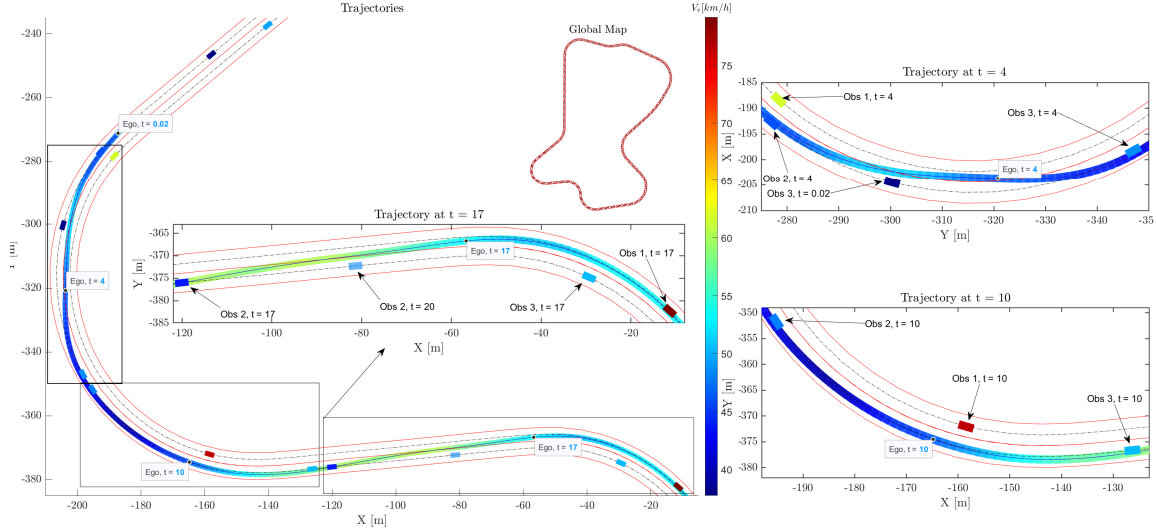 Trajectories
-240
-260
-280
-300
-320
-340
-360
-380
-200
-180
-160
-140
-120
-100
-80
-60
-40
-20
X [m]
Ego, t = 0.02
Ego, t = 4
Ego, t = 10
Ego, t = 17
Global Map
Trajectory at t = 17
-365
-370
-375
-380
-385
Y [m]
-120
-100
-80
-60
-40
-20
X [m]
Ego, t = 17
Obs 1, t = 17
Obs 2, t = 17
Obs 2, t = 20
Obs 3, t = 17
Vx[km/h]
75
70
65
60
55
50
45
40
Trajectory at t = 4
-185
-190
-195
-200
-205
-210
X [m]
-280
-290
-300
-310
-320
-330
-340
-35
Y [m]
Obs 1, t = 4
Obs 3, t = 4
Obs 2, t = 4
Obs 3, t = 0.02
Ego, t = 4
Trajectory at t = 10
-350
-355
-360
-365
-370
-375
-380
Y [m]
-190
-180
-170
-160
-150
-140
-130
X [m]
Obs 2, t = 10
Obs 1, t = 10
Obs 3, t = 10
Ego, t = 10